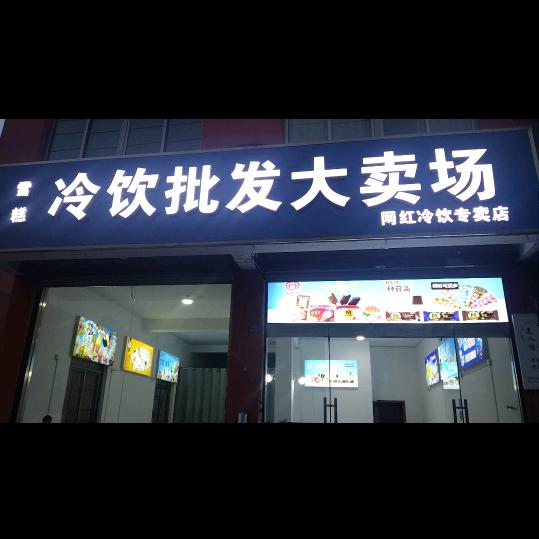 雪糕
冷饮批发大卖场
网红冷饮专卖店
钟薛高